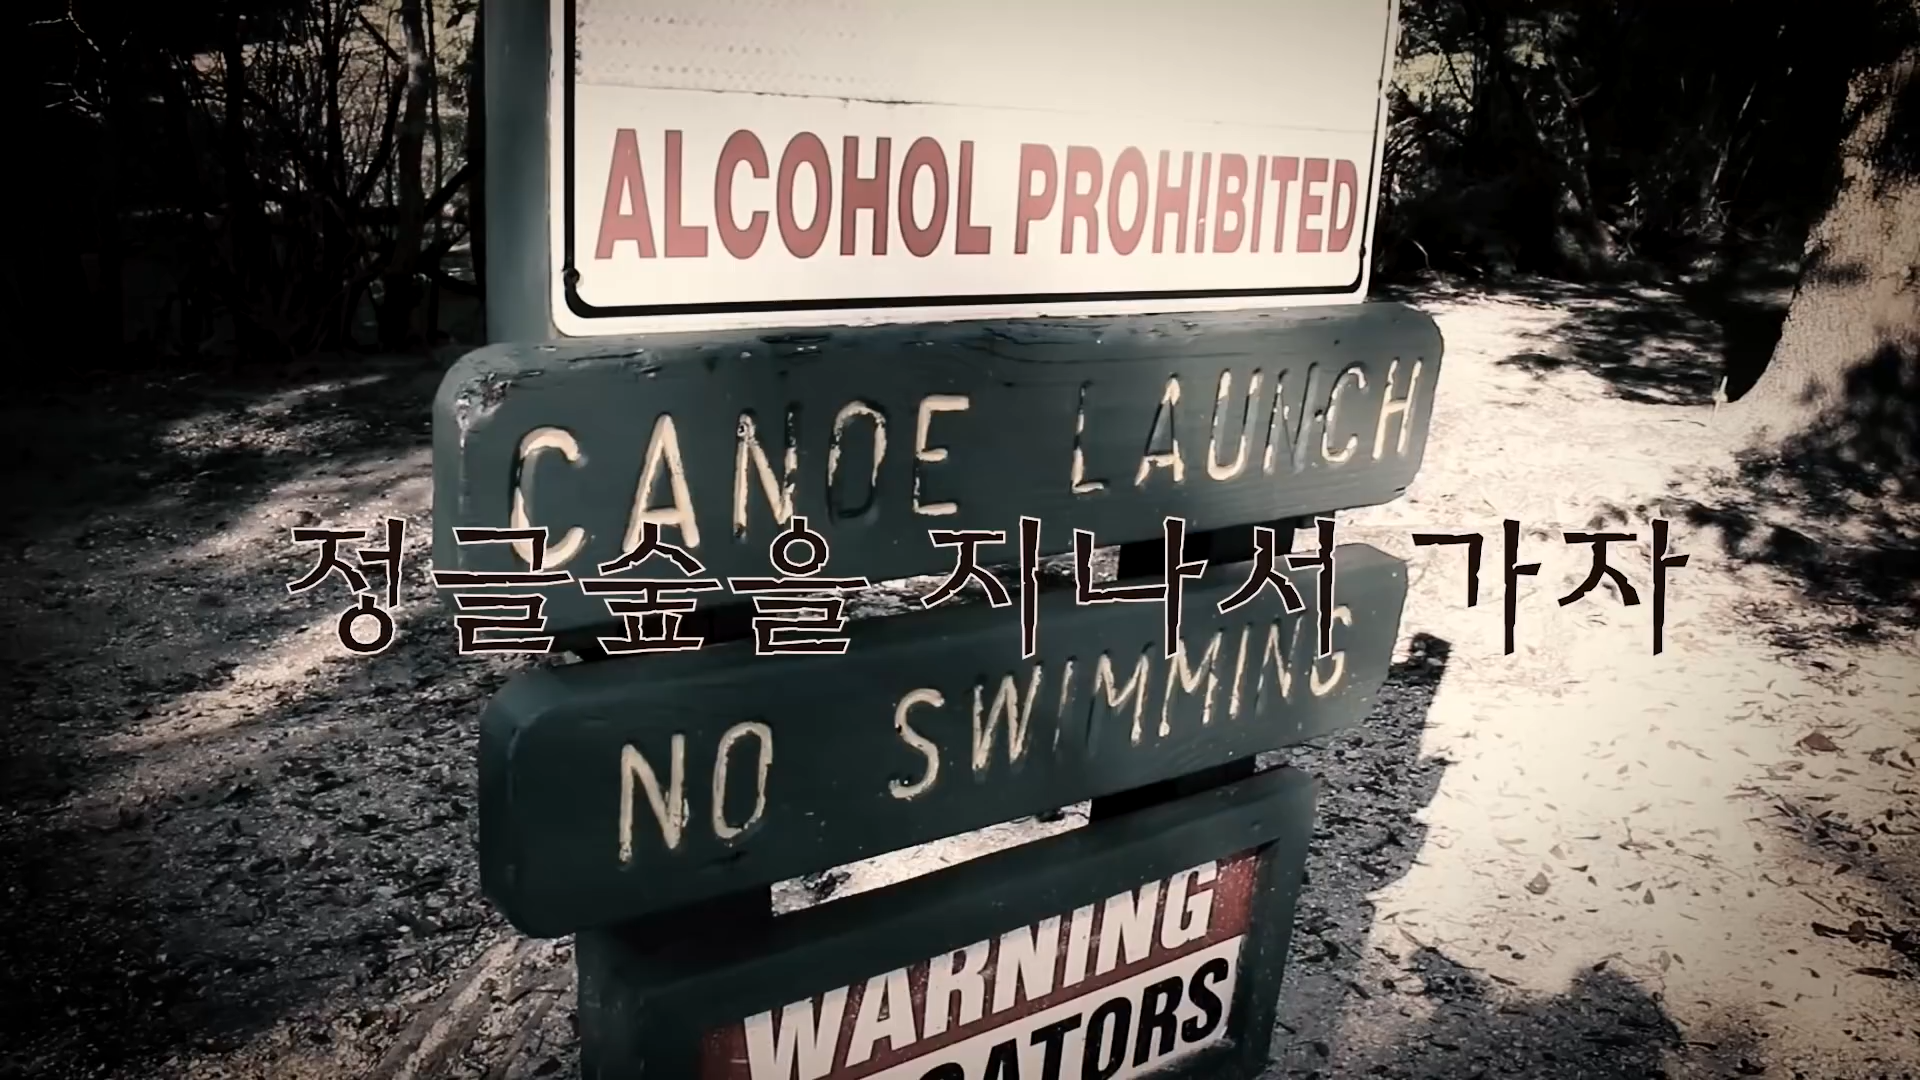 ALCOHOL PROHIBITED
CANOE LAUNCH
정글숲을 지나서 가자
NO SWIMMING
WARNING